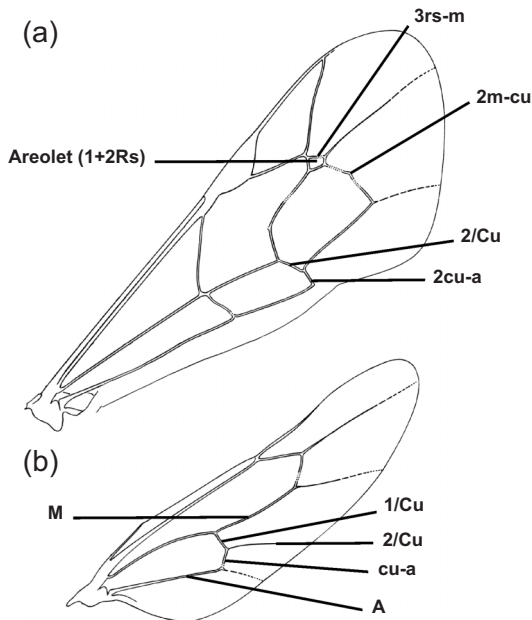 (a)
3rs-m
2m-cu
Areolet (1+2Rs)
2/Cu
2cu-a
(b)
M
1/Cu
2/Cu
cu-a
A